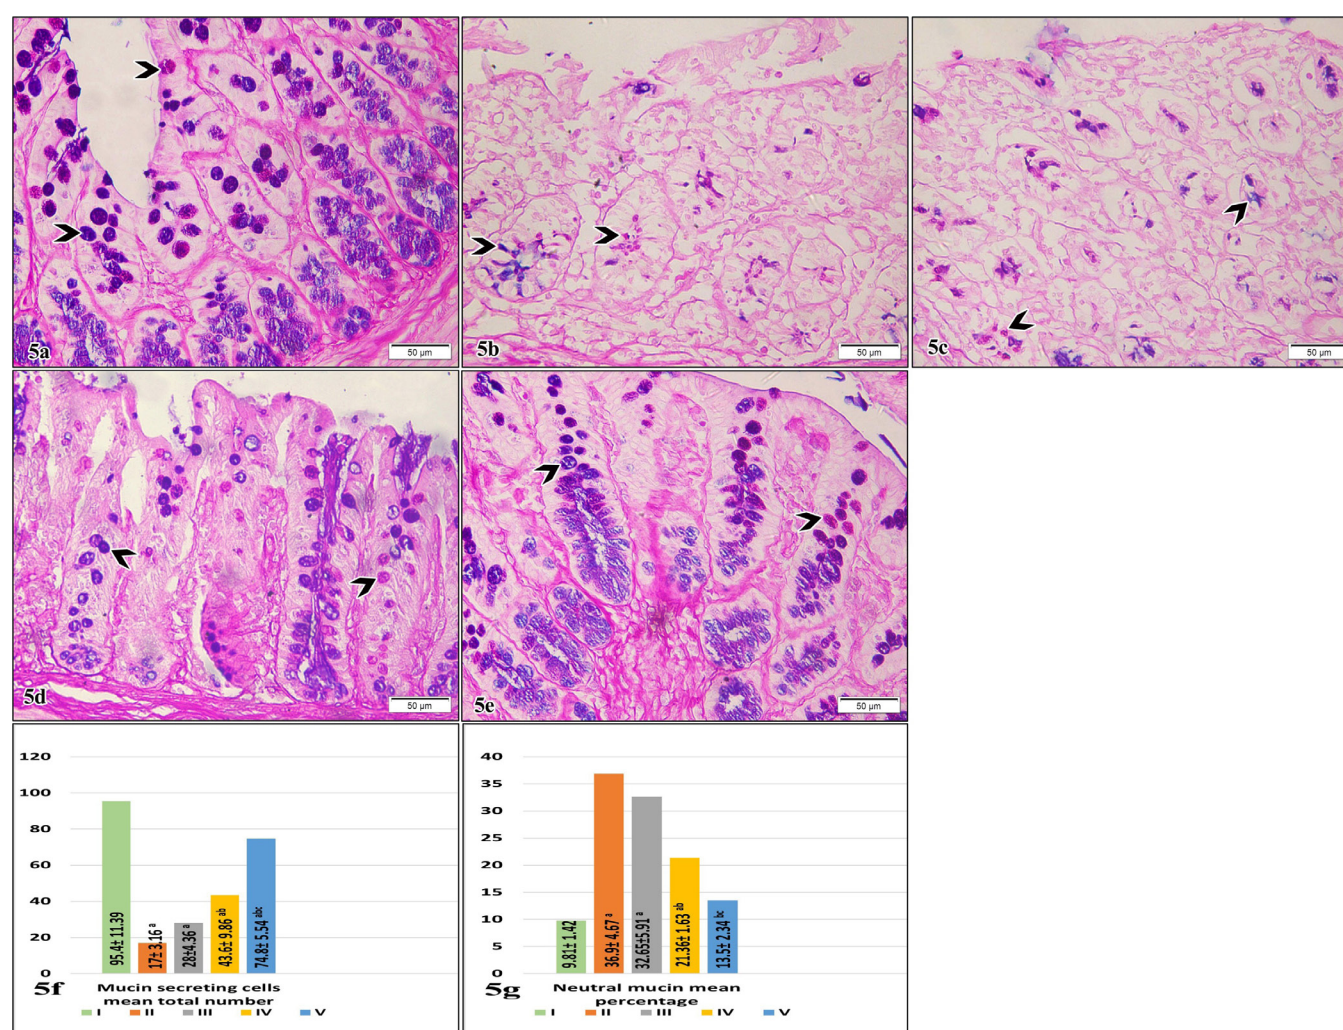 5a
50 µm
5b
50 µm
5c
50 µm
5d
50 µm
5e
50 µm
120
100
80
60
40
20
0
95.4± 11.39
17± 3.16 a
28±4.36 a
43.6± 9.86 ab
74.8± 5.54 abc
5f
Mucin secreting cells
mean total number
I II III IV V
40
35
30
25
20
15
10
5
0
9.81± 1.42
36.9± 4.67 a
32.65±5.91 a
21.36± 1.63 ab
13.5± 2.34 bc
5g
Neutral mucin mean
percentage
I II III IV V